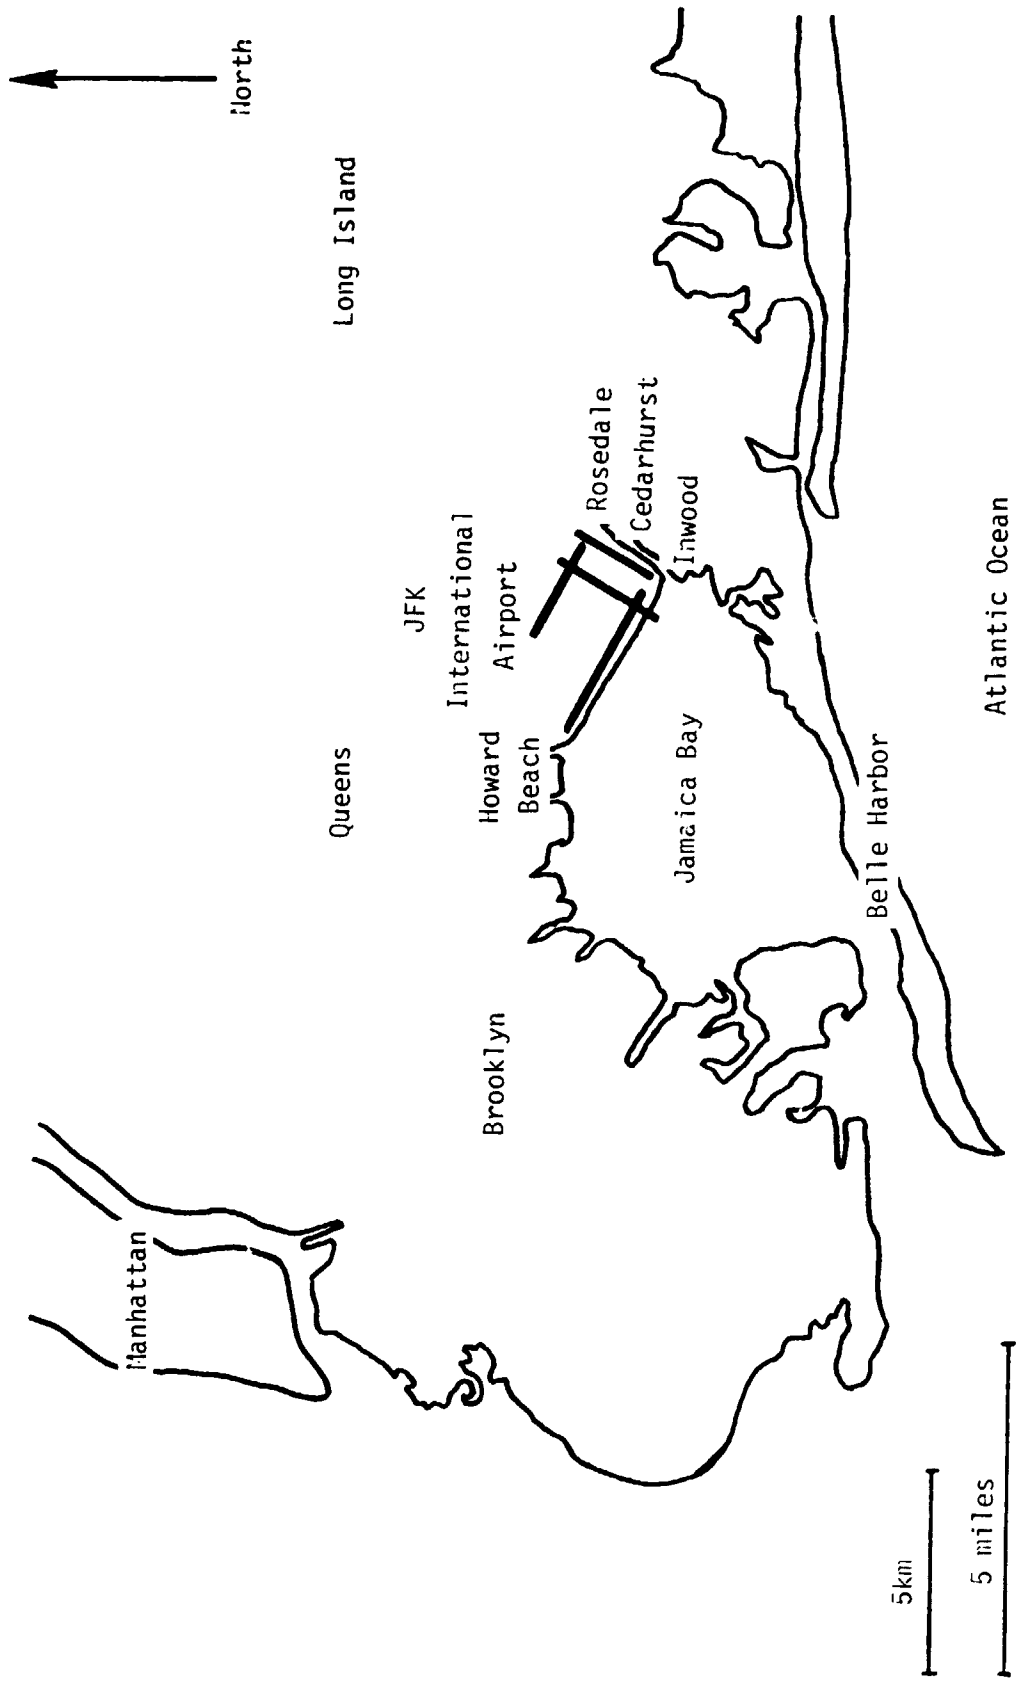 North
Long Island
Manhattan
Queens
JFK
International
Airport
Howard
Beach
Rosedale
Cedarhurst
Inwood
Brooklyn
Jamaica Bay
Belle Harbor
Atlantic Ocean
5km
5 miles